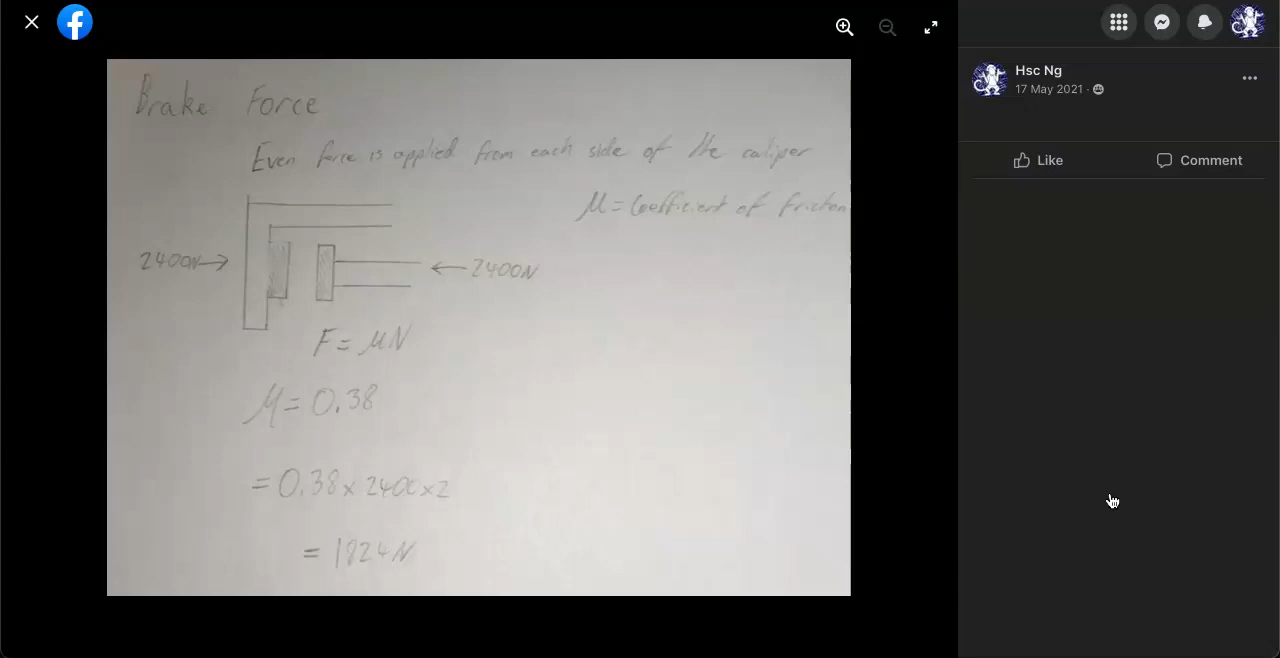 Hsc Ng
17 May 2021
Like
Comment
Brake Force
Even force is applied from each side of the caliper
μ = Coefficient of friction
2400N→
←2400N
F = μN
μ = 0.38
= 0.38 x 2400 x 2
= 1824N